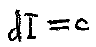 dI = c